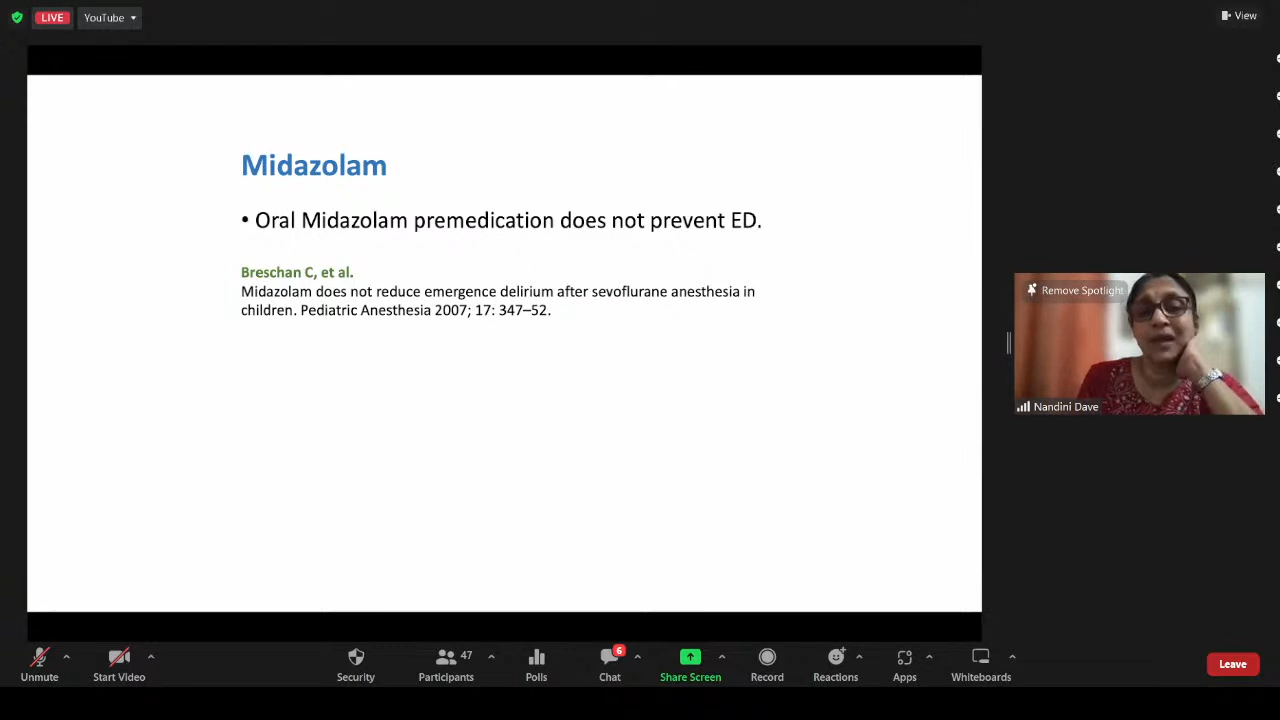 LIVE
YouTube
View
Midazolam
• Oral Midazolam premedication does not prevent ED.
Breschan C, et al.
Midazolam does not reduce emergence delirium after sevoflurane anesthesia in
children. Pediatric Anesthesia 2007; 17: 347–52.
Remove Spotlight
Nandini Dave
47
6
Unmute
Start Video
Security
Participants
Polls
Chat
Share Screen
Record
Reactions
Apps
Whiteboards
Leave